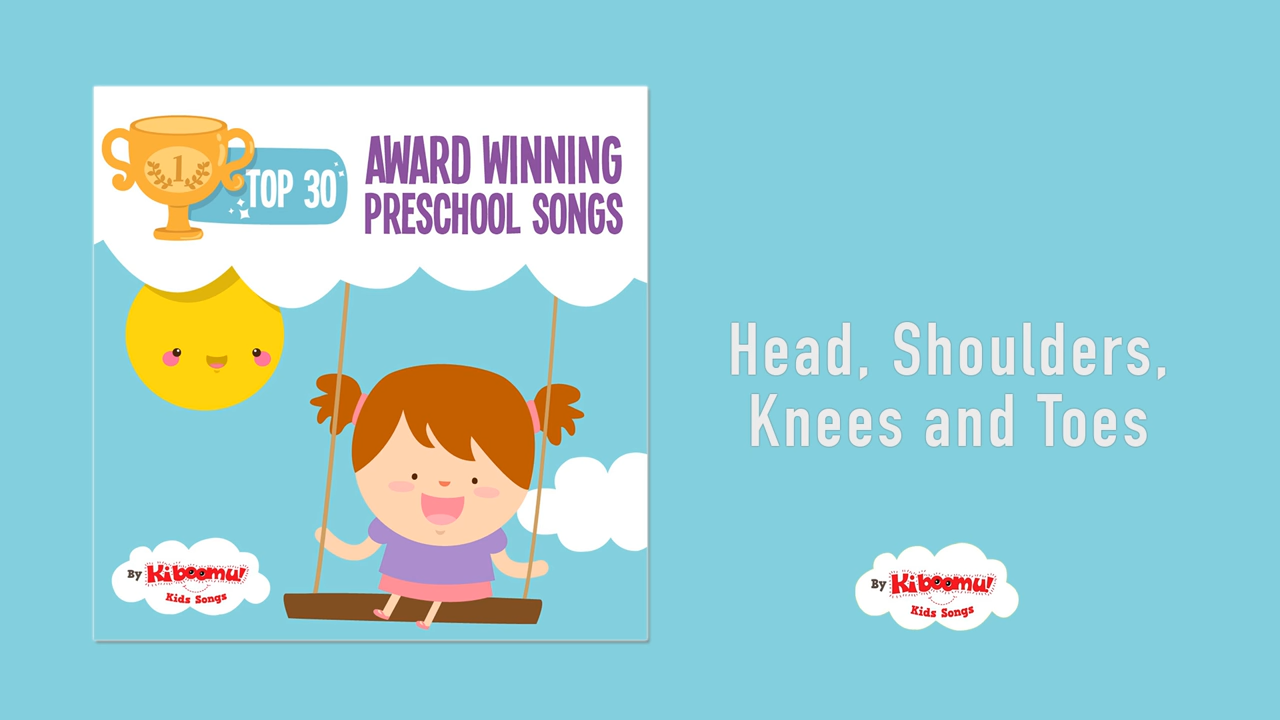 1
TOP 30
AWARD WINNING
PRESCHOOL SONGS
By Kiboomu!
Kids Songs
Head, Shoulders,
Knees and Toes
By Kiboomu!
Kids Songs